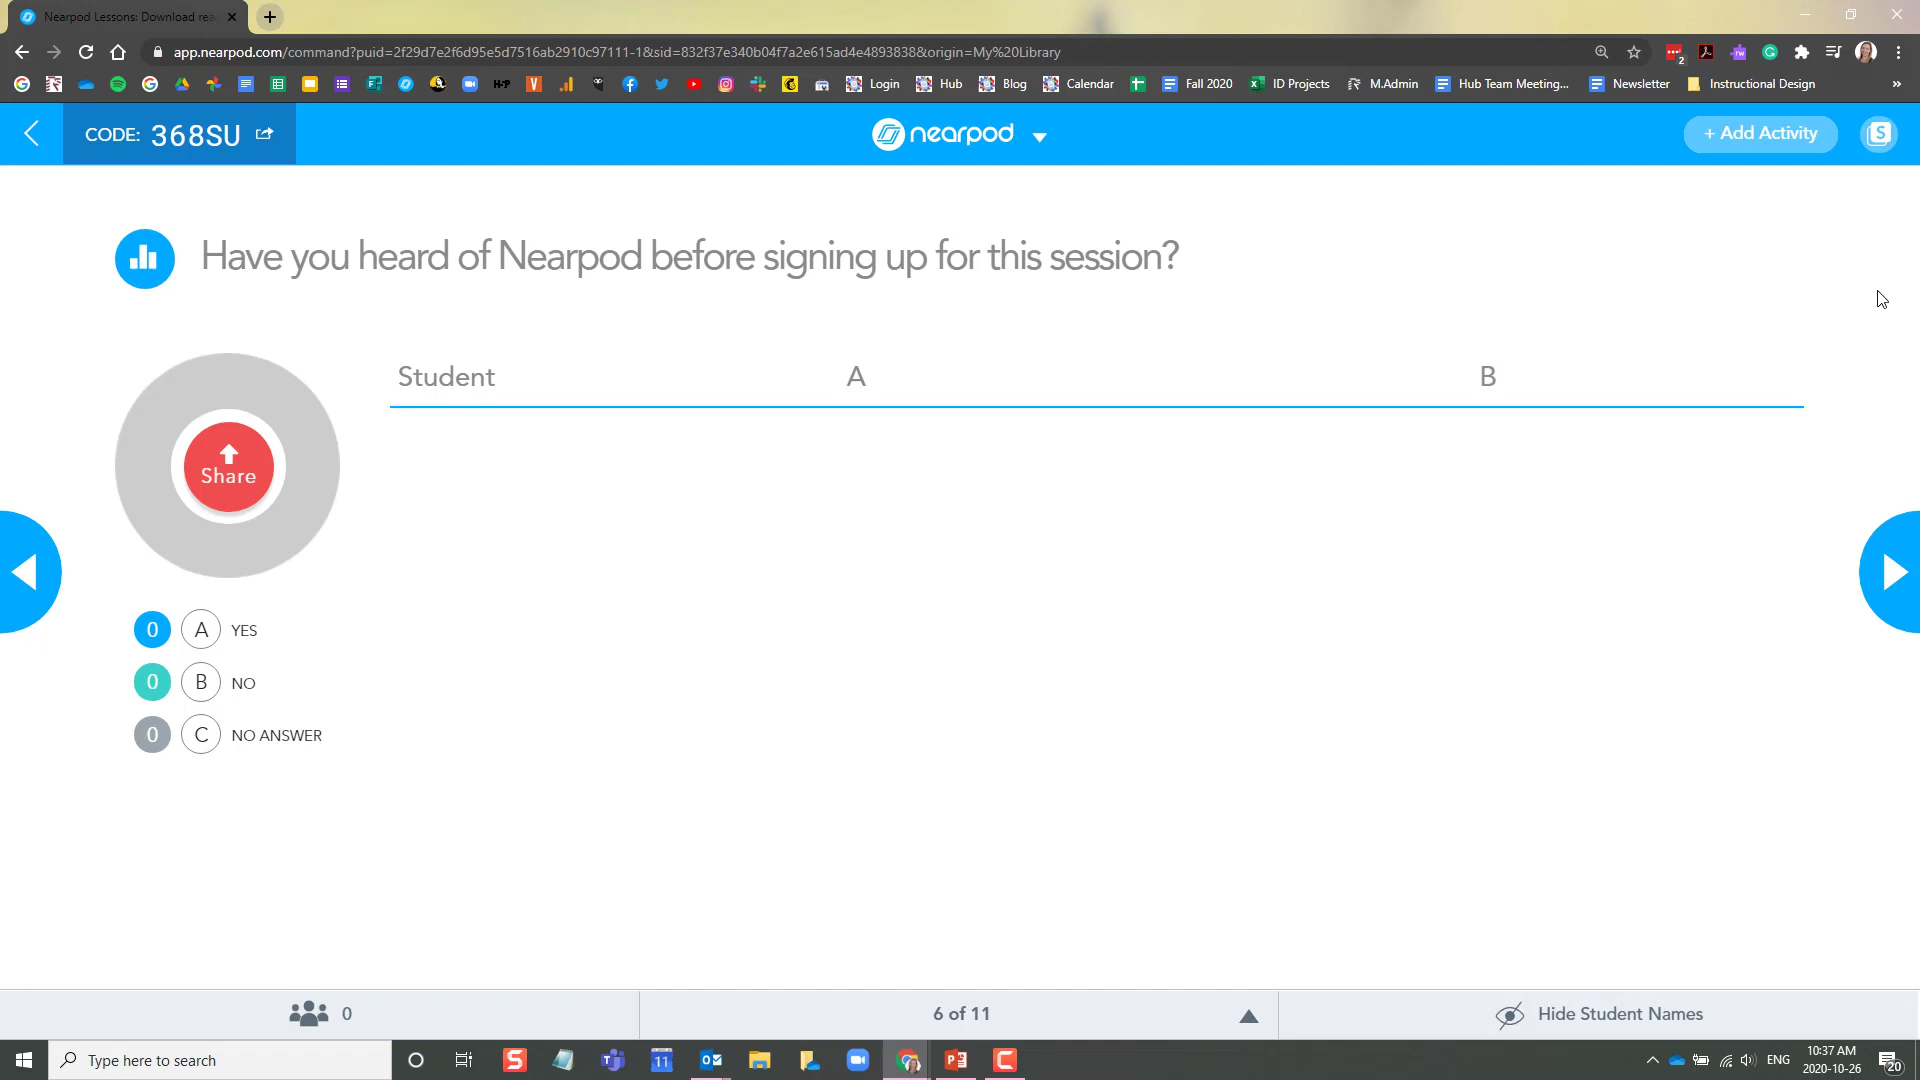 Nearpod Lessons: Download rea
app.nearpod.com/command?puid=2f29d7e2f6d95e5d7516ab2910c97111-1&sid=832f37e340b04f7a2e615ad4e4893838&origin=My%20Library
Login Hub Blog Calendar Fall 2020 ID Projects M.Admin Hub Team Meeting... Newsletter Instructional Design »
CODE: 368SU
nearpod
+ Add Activity
S
Have you heard of Nearpod before signing up for this session?
Student A B
Share
0 A YES
0 B NO
0 C NO ANSWER
0
6 of 11
Hide Student Names
Type here to search
ENG
10:37 AM
2020-10-26
20